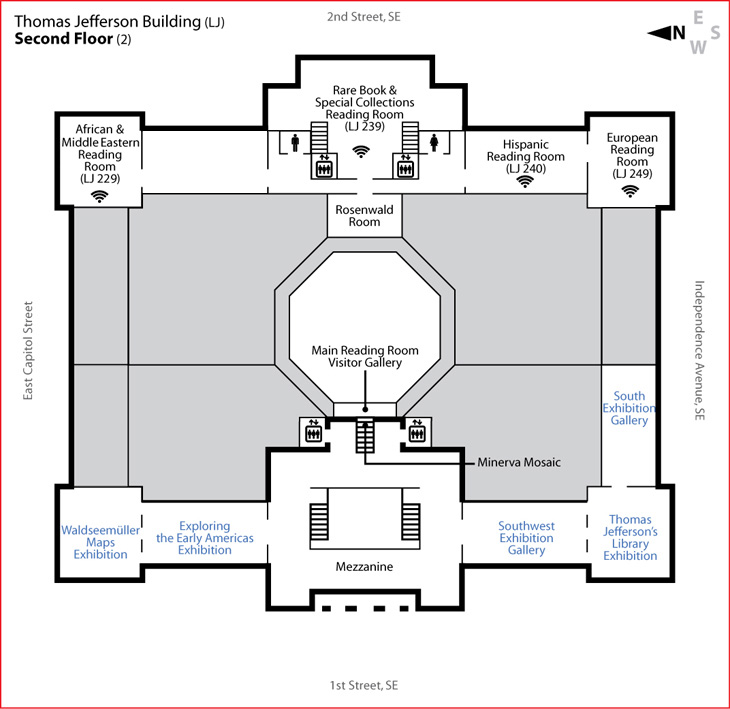 Thomas Jefferson Building (LJ)
Second Floor (2)
2nd Street, SE
E
N
S
W
Rare Book &
Special Collections
Reading Room
(LJ 239)
African &
Middle Eastern
Reading
Room
(LJ 229)
Hispanic
Reading Room
(LJ 240)
European
Reading
Room
(LJ 249)
Rosenwald
Room
East Capitol Street
Independence Avenue, SE
Main Reading Room
Visitor Gallery
South
Exhibition
Gallery
Minerva Mosaic
Waldseemüller
Maps
Exhibition
Exploring
the Early Americas
Exhibition
Southwest
Exhibition
Gallery
Thomas
Jefferson's
Library
Exhibition
Mezzanine
1st Street, SE